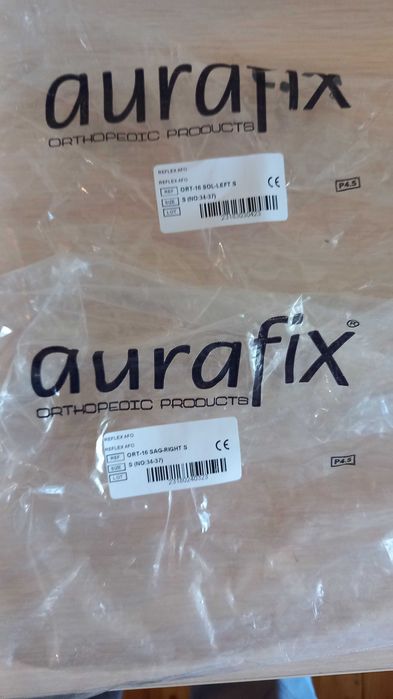 aurafix
ORTHOPEDIC PRODUCTS
REFLEX AFO
REFLEX AFO
REF ORT-16 SOL-LEFT S
SIZE S (NO:34-37)
LOT
CE
P4.5
aurafix®
ORTHOPEDIC PRODUCTS
REFLEX AFO
REFLEX AFO
REF ORT-16 SAG-RIGHT S
SIZE S (NO:34-37)
LOT
CE
P4.5